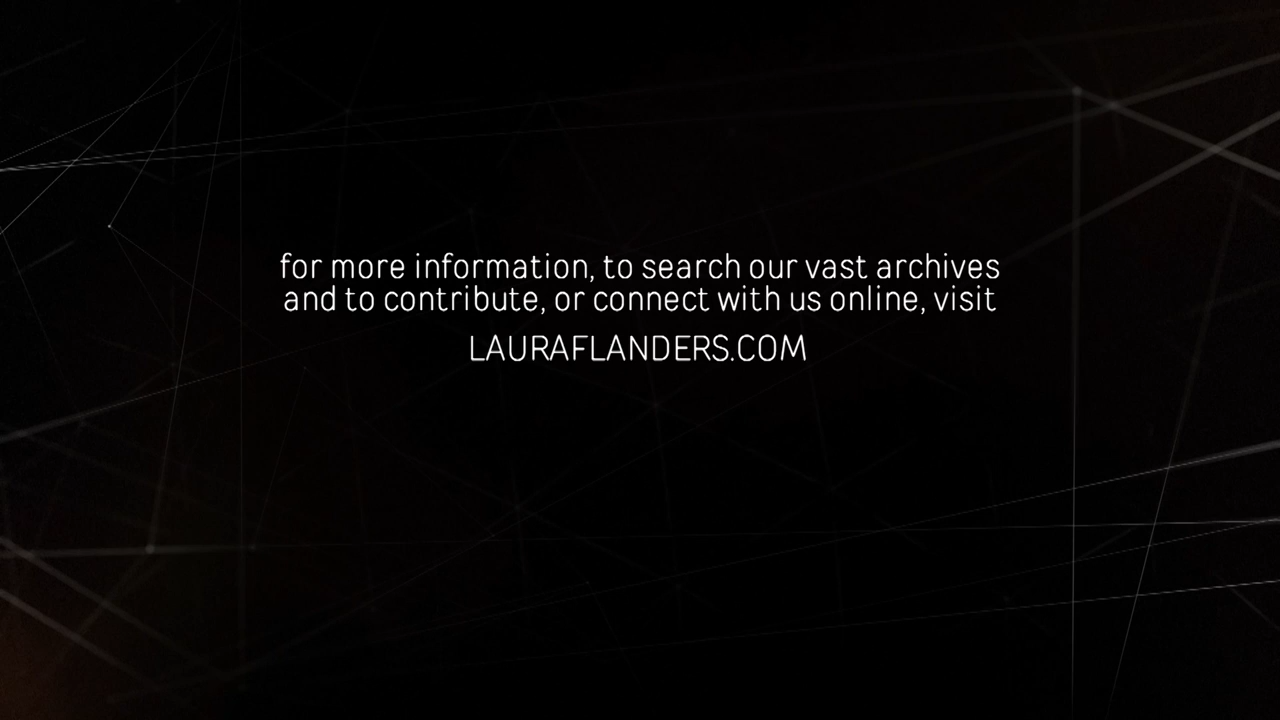 for more information, to search our vast archives
and to contribute, or connect with us online, visit
LAURAFLANDERS.COM